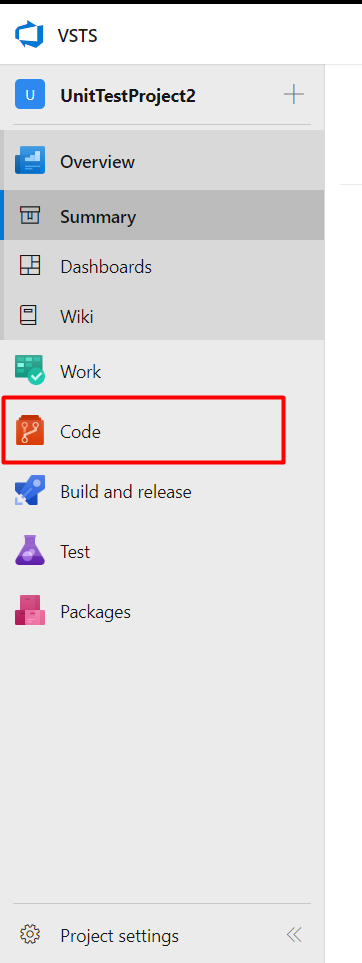 VSTS
U UnitTestProject2
Overview
Summary
Dashboards
Wiki
Work
Code
Build and release
Test
Packages
Project settings